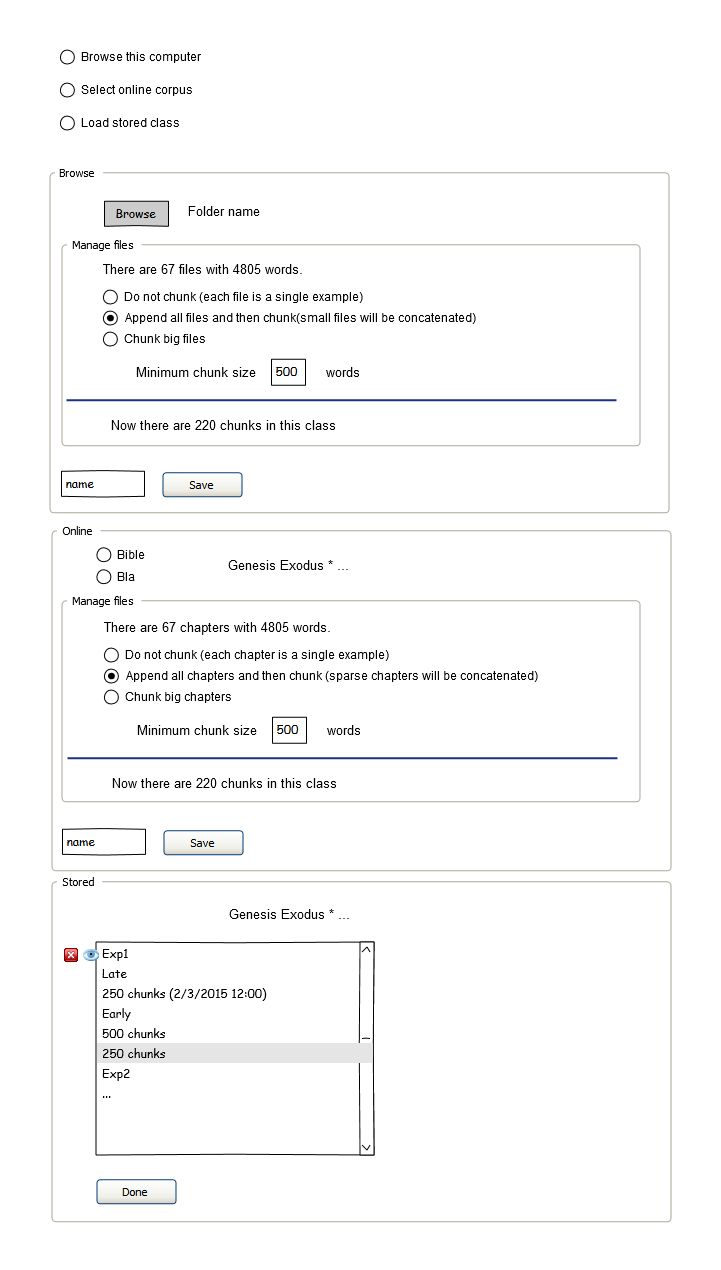 Browse this computer
Select online corpus
Load stored class
Browse
Browse Folder name
Manage files
There are 67 files with 4805 words.
Do not chunk (each file is a single example)
Append all files and then chunk(small files will be concatenated)
Chunk big files
Minimum chunk size 500 words
Now there are 220 chunks in this class
name Save
Online
Bible
Genesis Exodus * ...
Bla
Manage files
There are 67 chapters with 4805 words.
Do not chunk (each chapter is a single example)
Append all chapters and then chunk (sparse chapters will be concatenated)
Chunk big chapters
Minimum chunk size 500 words
Now there are 220 chunks in this class
name Save
Stored
Genesis Exodus * ...
Exp1
Late
250 chunks (2/3/2015 12:00)
Early
500 chunks
250 chunks
Exp2
...
Done